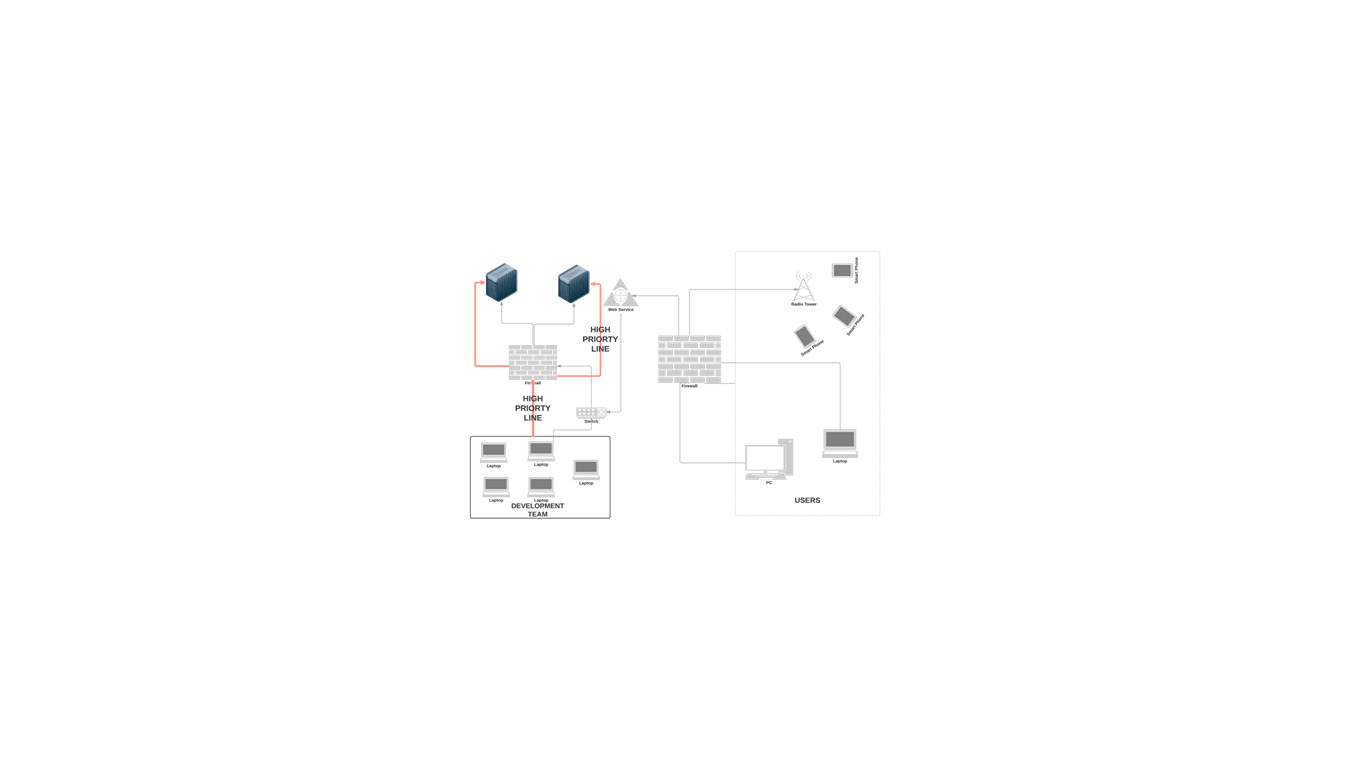 Smart Phone
Radio Tower
Web Service
Smart Phone
HIGH
PRIORTY
LINE
Smart Phone
Firewall
Firewall
HIGH
PRIORTY
LINE
Switch
Laptop
Laptop
Laptop
Laptop
PC
Laptop
Laptop
USERS
DEVELOPMENT
TEAM